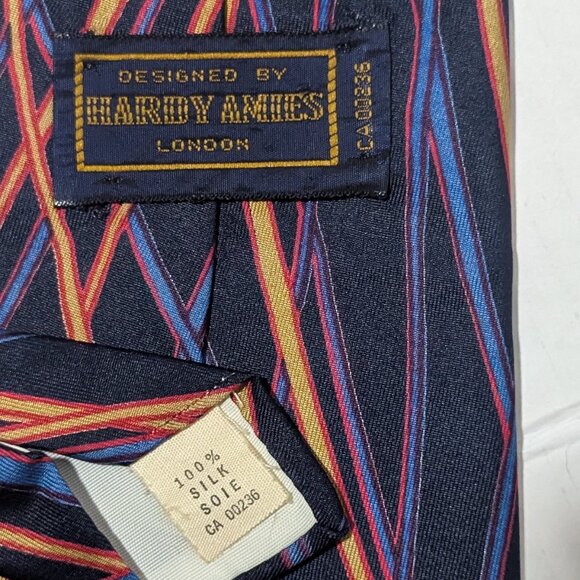 DESIGNED BY
HARDY AMIES
LONDON
CA 00236
100%
SILK
SOIE
CA 00236